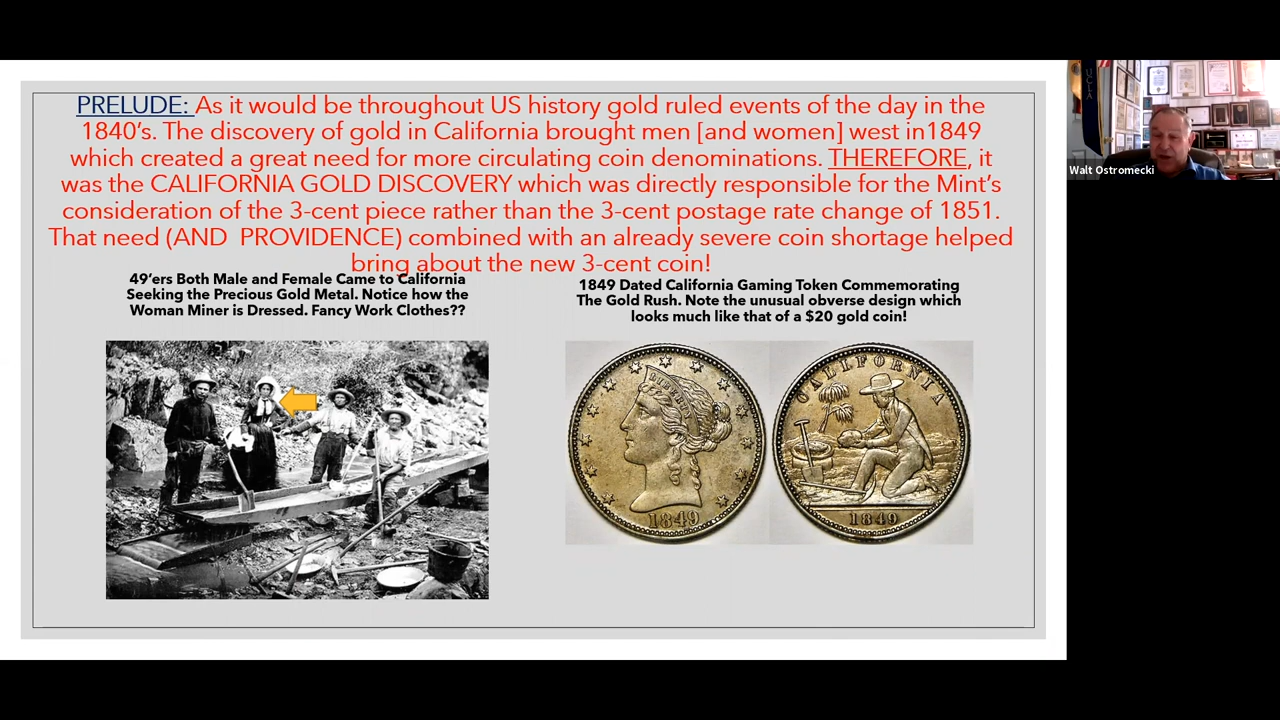 PRELUDE: As it would be throughout US history gold ruled events of the day in the
1840's. The discovery of gold in California brought men [and women] west in1849
which created a great need for more circulating coin denominations. THEREFORE, it
was the CALIFORNIA GOLD DISCOVERY which was directly responsible for the Mint's
consideration of the 3-cent piece rather than the 3-cent postage rate change of 1851.
That need (AND PROVIDENCE) combined with an already severe coin shortage helped
bring about the new 3-cent coin!
49'ers Both Male and Female Came to California
Seeking the Precious Gold Metal. Notice how the
Woman Miner is Dressed. Fancy Work Clothes??
1849 Dated California Gaming Token Commemorating
The Gold Rush. Note the unusual obverse design which
looks much like that of a $20 gold coin!
LIBERTY
1849
CALIFORNIA
1849
Walt Ostromecki
UCLA